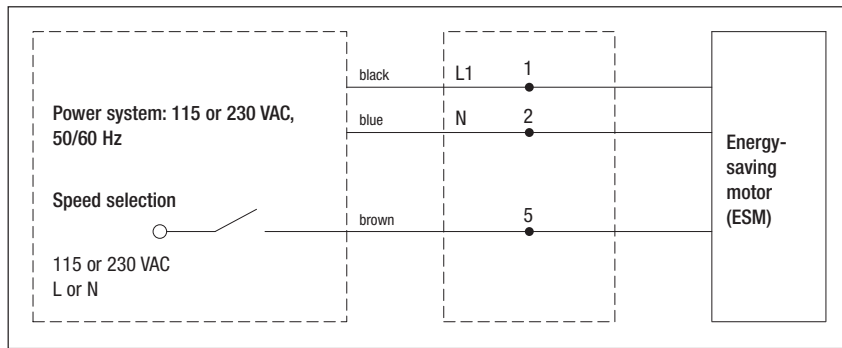 black
L1
1
Power system: 115 or 230 VAC,
50/60 Hz
blue
N
2
Energy-
saving
motor
(ESM)
Speed selection
brown
5
115 or 230 VAC
L or N